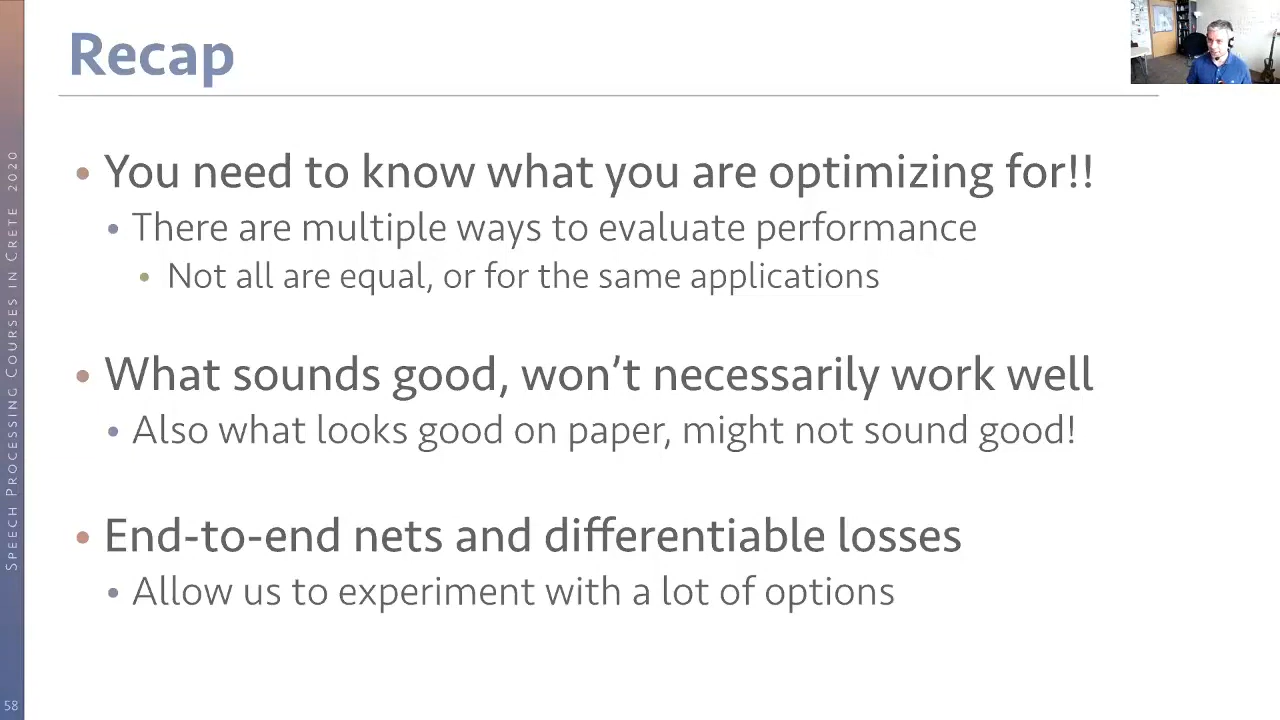 Recap
• You need to know what you are optimizing for!!
• There are multiple ways to evaluate performance
• Not all are equal, or for the same applications
• What sounds good, won’t necessarily work well
• Also what looks good on paper, might not sound good!
• End-to-end nets and differentiable losses
• Allow us to experiment with a lot of options
Speech Processing Courses in Crete 2020
58